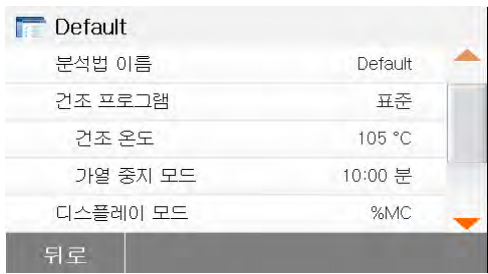 Default
분석법 이름 Default
건조 프로그램 표준
건조 온도 105 °C
가열 중지 모드 10:00 분
디스플레이 모드 %MC
뒤로